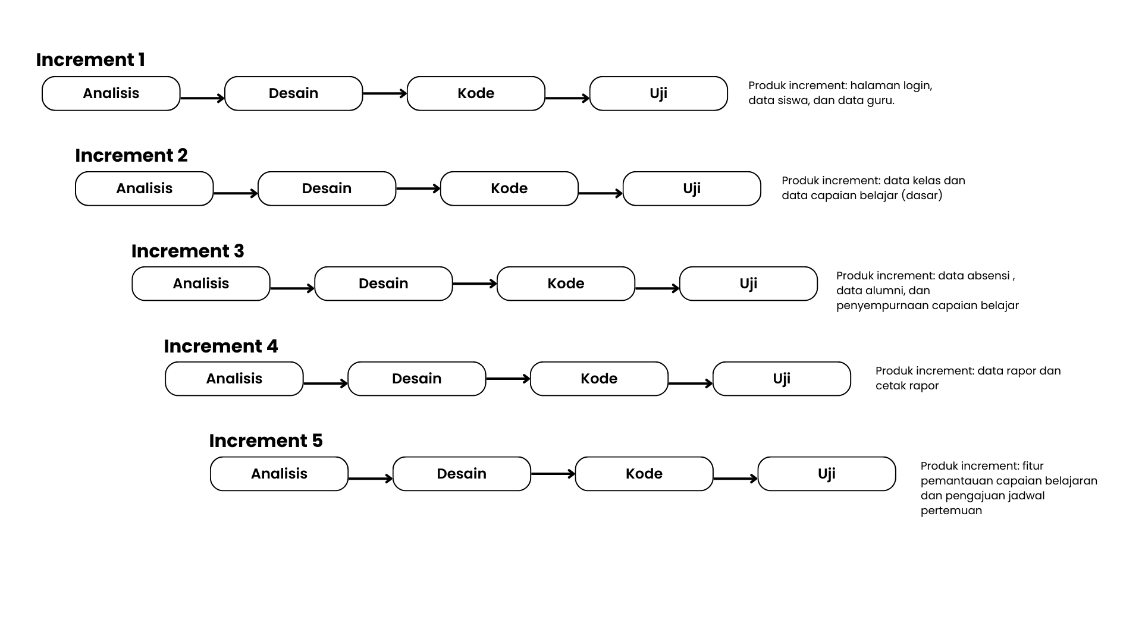 Increment 1
Analisis
Desain
Kode
Uji
Produk increment: halaman login,
data siswa, dan data guru.
Increment 2
Analisis
Desain
Kode
Uji
Produk increment: data kelas dan
data capaian belajar (dasar)
Increment 3
Analisis
Desain
Kode
Uji
Produk increment: data absensi ,
data alumni, dan
penyempurnaan capaian belajar
Increment 4
Analisis
Desain
Kode
Uji
Produk increment: data rapor dan
cetak rapor
Increment 5
Analisis
Desain
Kode
Uji
Produk increment: fitur
pemantauan capaian belajaran
dan pengajuan jadwal
pertemuan